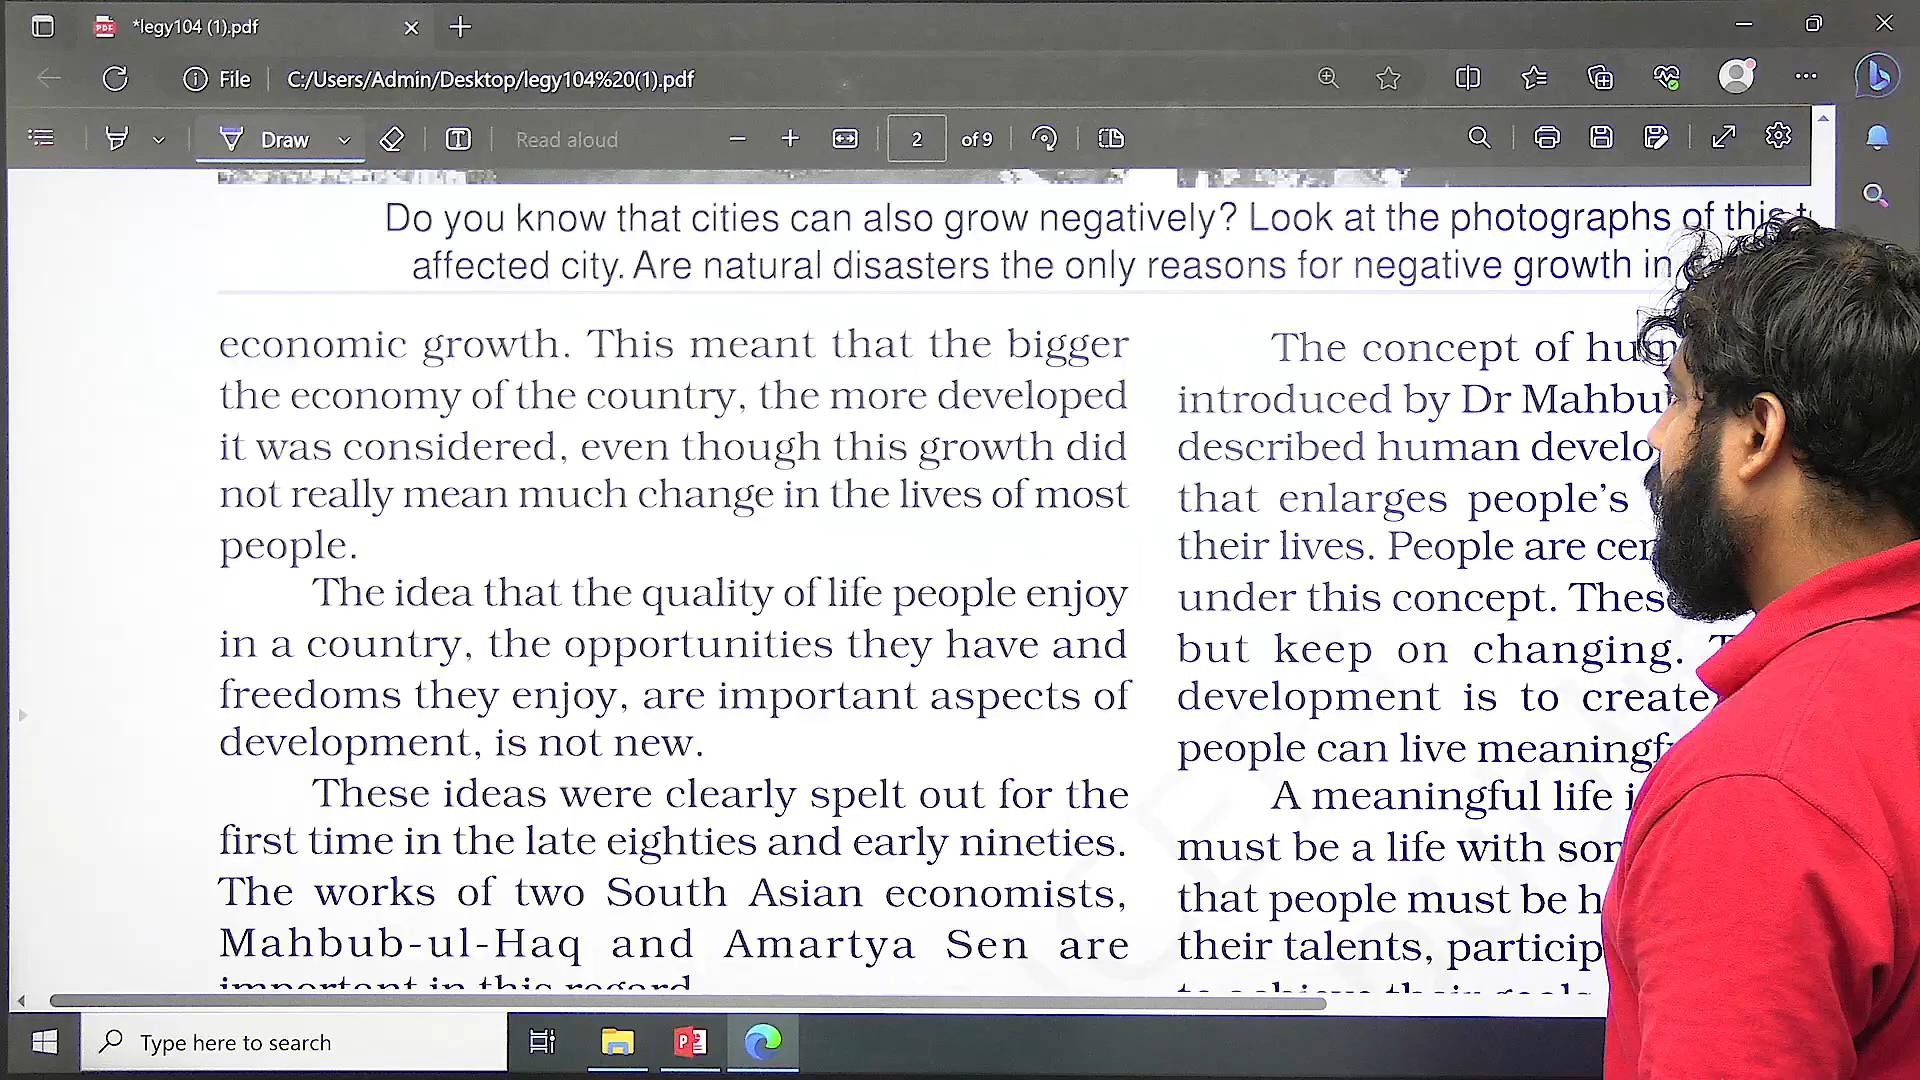 *legy104 (1).pdf
File
C:/Users/Admin/Desktop/legy104%20(1).pdf
Draw
Read aloud
2 of 9
Do you know that cities can also grow negatively? Look at the photographs of this
affected city. Are natural disasters the only reasons for negative growth in
economic growth. This meant that the bigger
the economy of the country, the more developed
it was considered, even though this growth did
not really mean much change in the lives of most
people.
The idea that the quality of life people enjoy
in a country, the opportunities they have and
freedoms they enjoy, are important aspects of
development, is not new.
These ideas were clearly spelt out for the
first time in the late eighties and early nineties.
The works of two South Asian economists,
Mahbub-ul-Haq and Amartya Sen are
important in this regard
The concept of
introduced by Dr
described human
that enlarges people's
their lives. People are
under this concept.
but keep on changing.
development is to create
people can live
A meaningful life
must be a life with
that people must be
their talents,
to achieve their goals
Type here to search